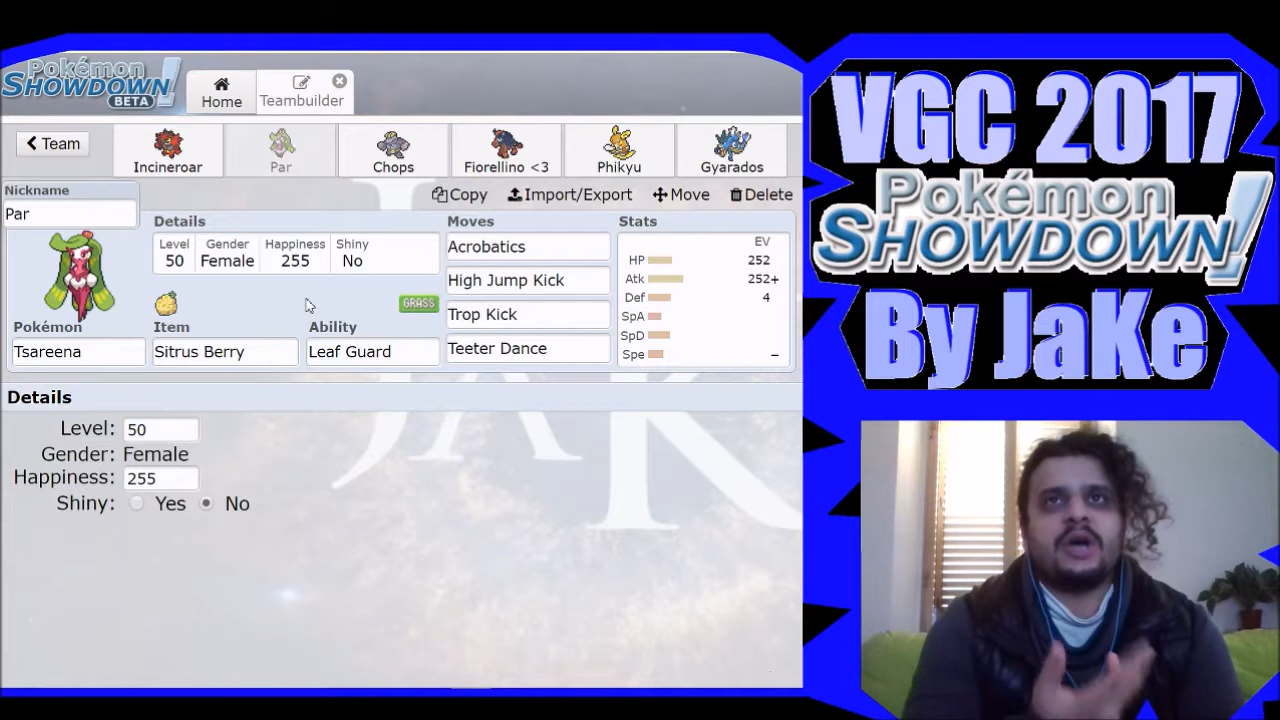 Pokémon
SHOWDOWN!
BETA
Home
Teambuilder
Team
Incineroar
Par
Chops
Fiorellino <3
Phikyu
Gyarados
Nickname
Par
Copy
Import/Export
Move
Delete
Details
Moves
Stats
Level
50
Gender
Female
Happiness
255
Shiny
No
GRASS
Pokémon
Tsareena
Item
Sitrus Berry
Ability
Leaf Guard
Acrobatics
High Jump Kick
Trop Kick
Teeter Dance
EV
HP 252
Atk 252+
Def 4
SpA
SpD
Spe −
Details
Level: 50
Gender: Female
Happiness: 255
Shiny: Yes No
JAK
VGC 2017
Pokémon
SHOWDOWN!
By JaKe